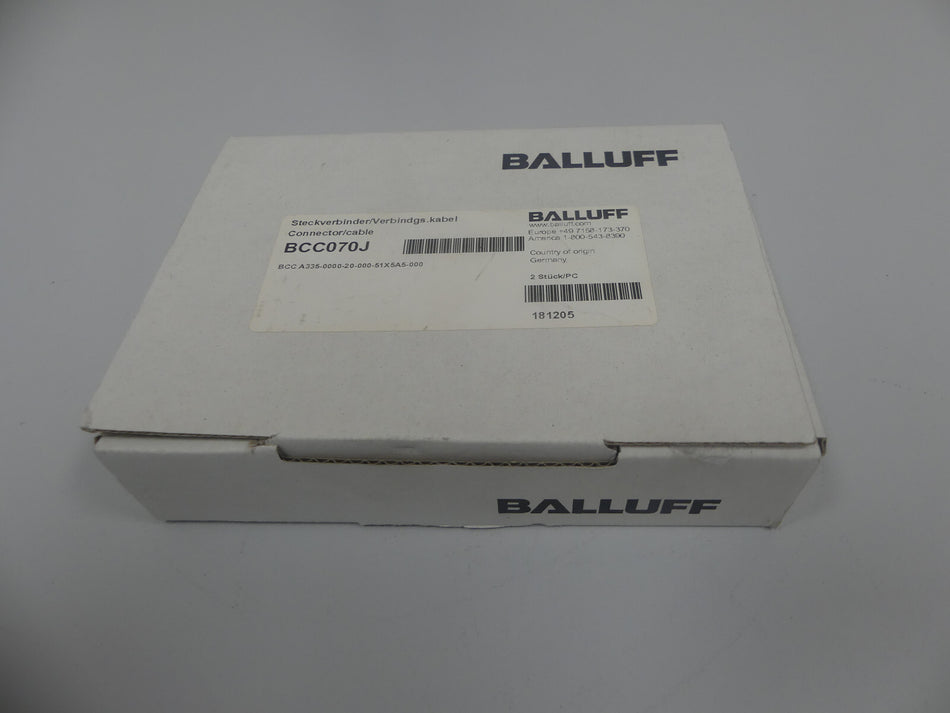 BALLUFF
Steckverbinder/Verbindgs.kabel
Connector/cable
BCC070J
BCC A335-0000-20-000-51X5A5-000
BALLUFF
www.balluff.com
Europe +49 7158-173-370
America 1-800-543-8390
Country of origin
Germany
2 Stück/PC
181205
BALLUFF